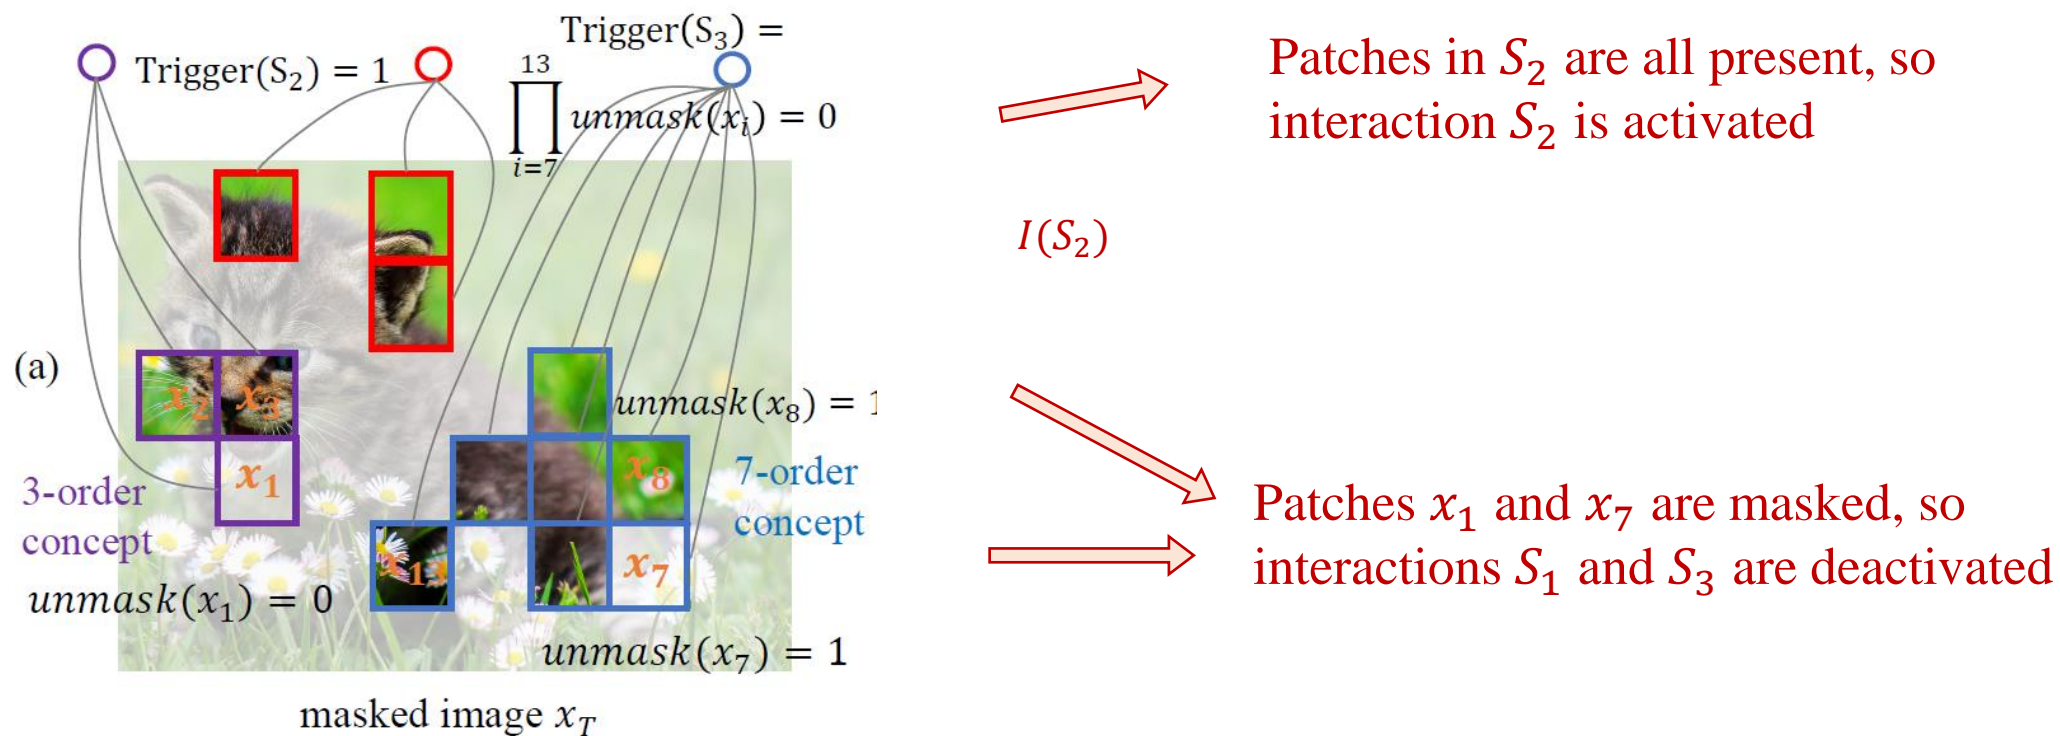 Trigger(S₂) = 1
Trigger(S₃) =
13
∏ unmask(xᵢ) = 0
i=7
(a)
x₂ x₃
x₁
3-order
concept
unmask(x₁) = 0
unmask(x₈) = 1
x₈
7-order
concept
x₁₃
x₇
unmask(x₇) = 1
masked image x_T
Patches in S₂ are all present, so
interaction S₂ is activated
I(S₂)
Patches x₁ and x₇ are masked, so
interactions S₁ and S₃ are deactivated